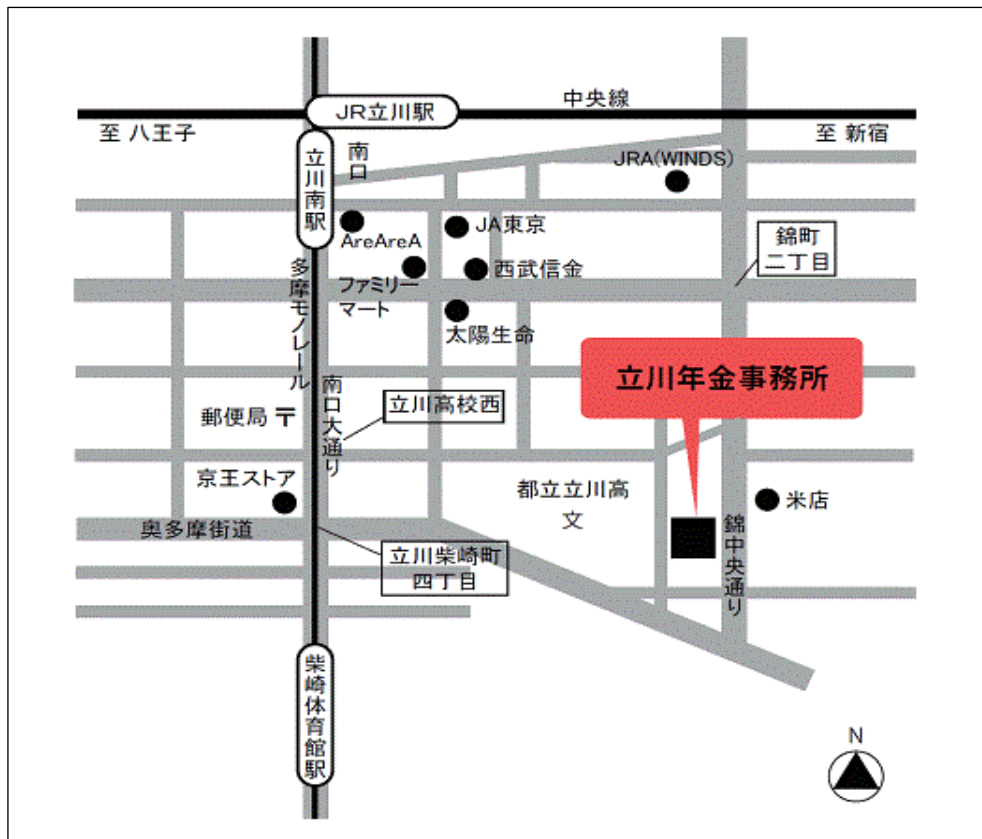 中央線
JR立川駅
至 八王子
至 新宿
南口
立川南駅
JRA(WINDS)
AreAreA
JA東京
錦町
二丁目
西武信金
ファミリー
マート
多摩モノレール
太陽生命
立川年金事務所
南口大通り
立川高校西
郵便局 〒
京王ストア
都立立川高
文
米店
奥多摩街道
錦中央通り
立川柴崎町
四丁目
柴崎体育館駅
N